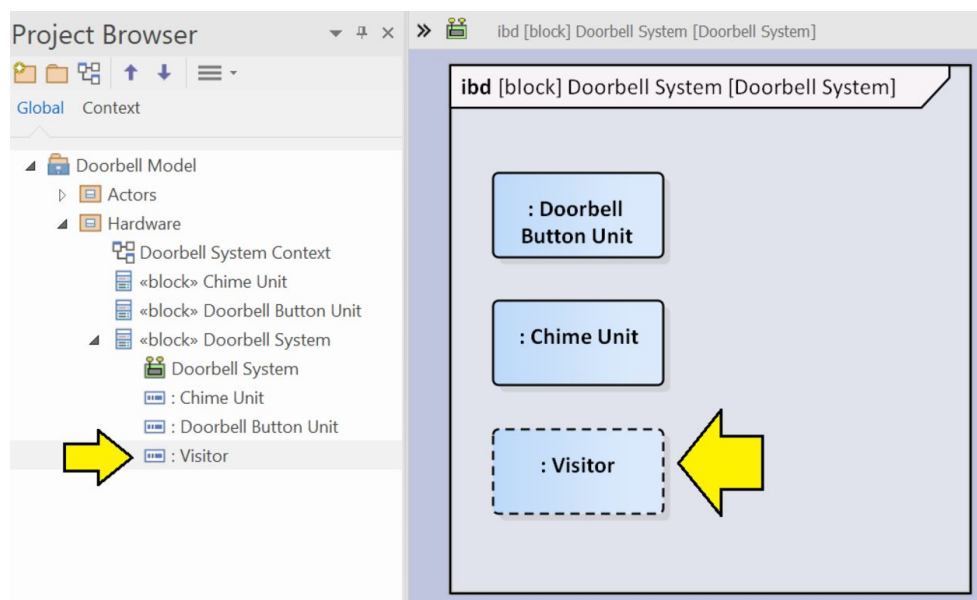 Project Browser
Global Context
Doorbell Model
Actors
Hardware
Doorbell System Context
«block» Chime Unit
«block» Doorbell Button Unit
«block» Doorbell System
Doorbell System
: Chime Unit
: Doorbell Button Unit
: Visitor
ibd [block] Doorbell System [Doorbell System]
ibd [block] Doorbell System [Doorbell System]
: Doorbell
Button Unit
: Chime Unit
: Visitor